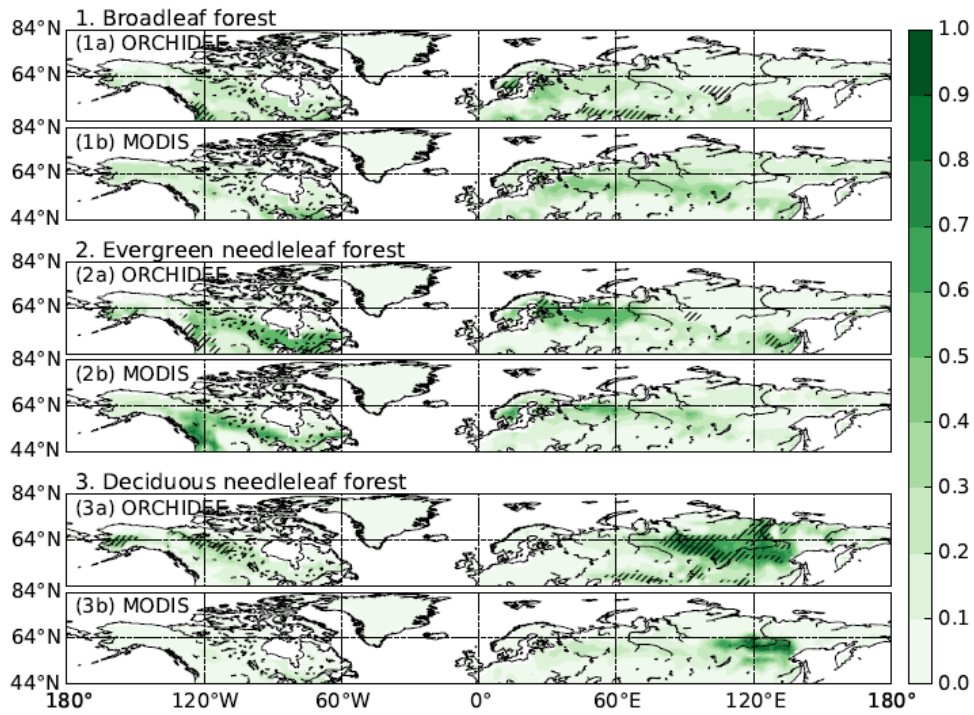 1. Broadleaf forest
84°N
(1a) ORCHIDEE
64°N
84°N
(1b) MODIS
64°N
44°N
2. Evergreen needleleaf forest
84°N
(2a) ORCHIDEE
64°N
84°N
(2b) MODIS
64°N
44°N
3. Deciduous needleleaf forest
84°N
(3a) ORCHIDEE
64°N
84°N
(3b) MODIS
64°N
44°N
180° 120°W 60°W 0° 60°E 120°E 180°
1.0
0.9
0.8
0.7
0.6
0.5
0.4
0.3
0.2
0.1
0.0